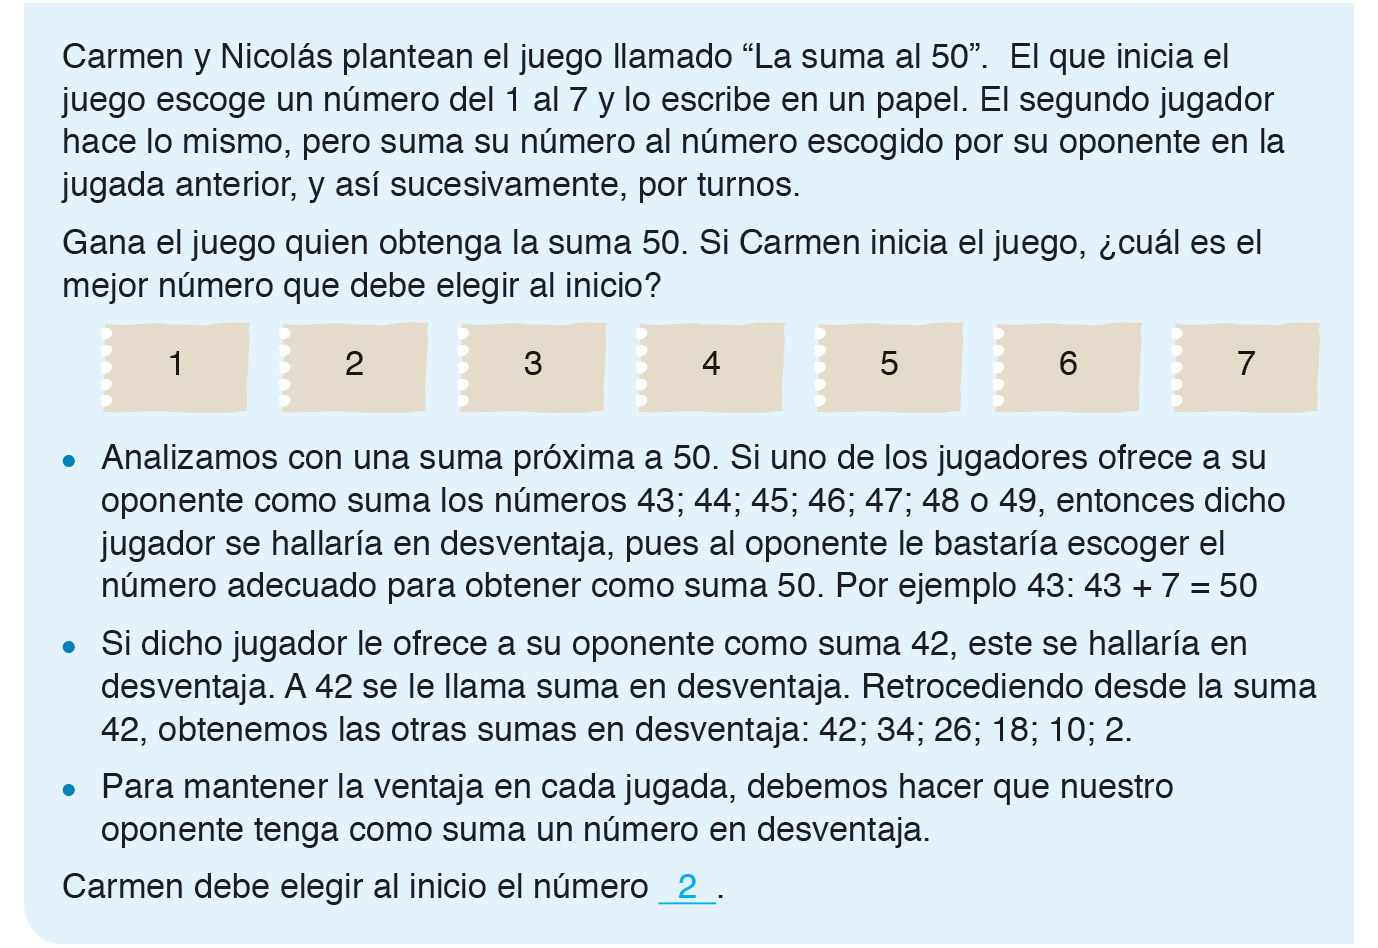 Carmen y Nicolás plantean el juego llamado “La suma al 50”.  El que inicia el
juego escoge un número del 1 al 7 y lo escribe en un papel. El segundo jugador
hace lo mismo, pero suma su número al número escogido por su oponente en la
jugada anterior, y así sucesivamente, por turnos.
Gana el juego quien obtenga la suma 50. Si Carmen inicia el juego, ¿cuál es el
mejor número que debe elegir al inicio?
1 2 3 4 5 6 7
• Analizamos con una suma próxima a 50. Si uno de los jugadores ofrece a su
oponente como suma los números 43; 44; 45; 46; 47; 48 o 49, entonces dicho
jugador se hallaría en desventaja, pues al oponente le bastaría escoger el
número adecuado para obtener como suma 50. Por ejemplo 43: 43 + 7 = 50
• Si dicho jugador le ofrece a su oponente como suma 42, este se hallaría en
desventaja. A 42 se le llama suma en desventaja. Retrocediendo desde la suma
42, obtenemos las otras sumas en desventaja: 42; 34; 26; 18; 10; 2.
• Para mantener la ventaja en cada jugada, debemos hacer que nuestro
oponente tenga como suma un número en desventaja.
Carmen debe elegir al inicio el número 2.